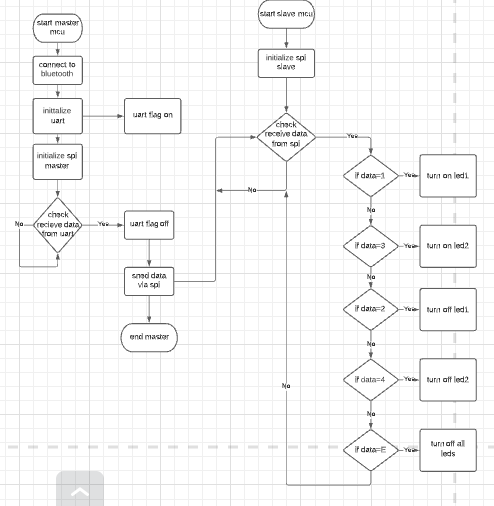 start master
mcu
connect to
bluetooth
inittalize
uart
uart flag on
initialize spl
master
check
recieve data
from uart
No
Yes
uart flag off
sned data
via spl
end master
start slave mcu
initialize spl
slave
check
receive data
from spl
Yes
No
if data=1
Yes
turn on led1
No
if data=3
Yes
turn on led2
No
if data=2
Yes
turn off led1
No
if data=4
Yes
turn off led2
No
if data=E
Yes
turn off all
leds
No